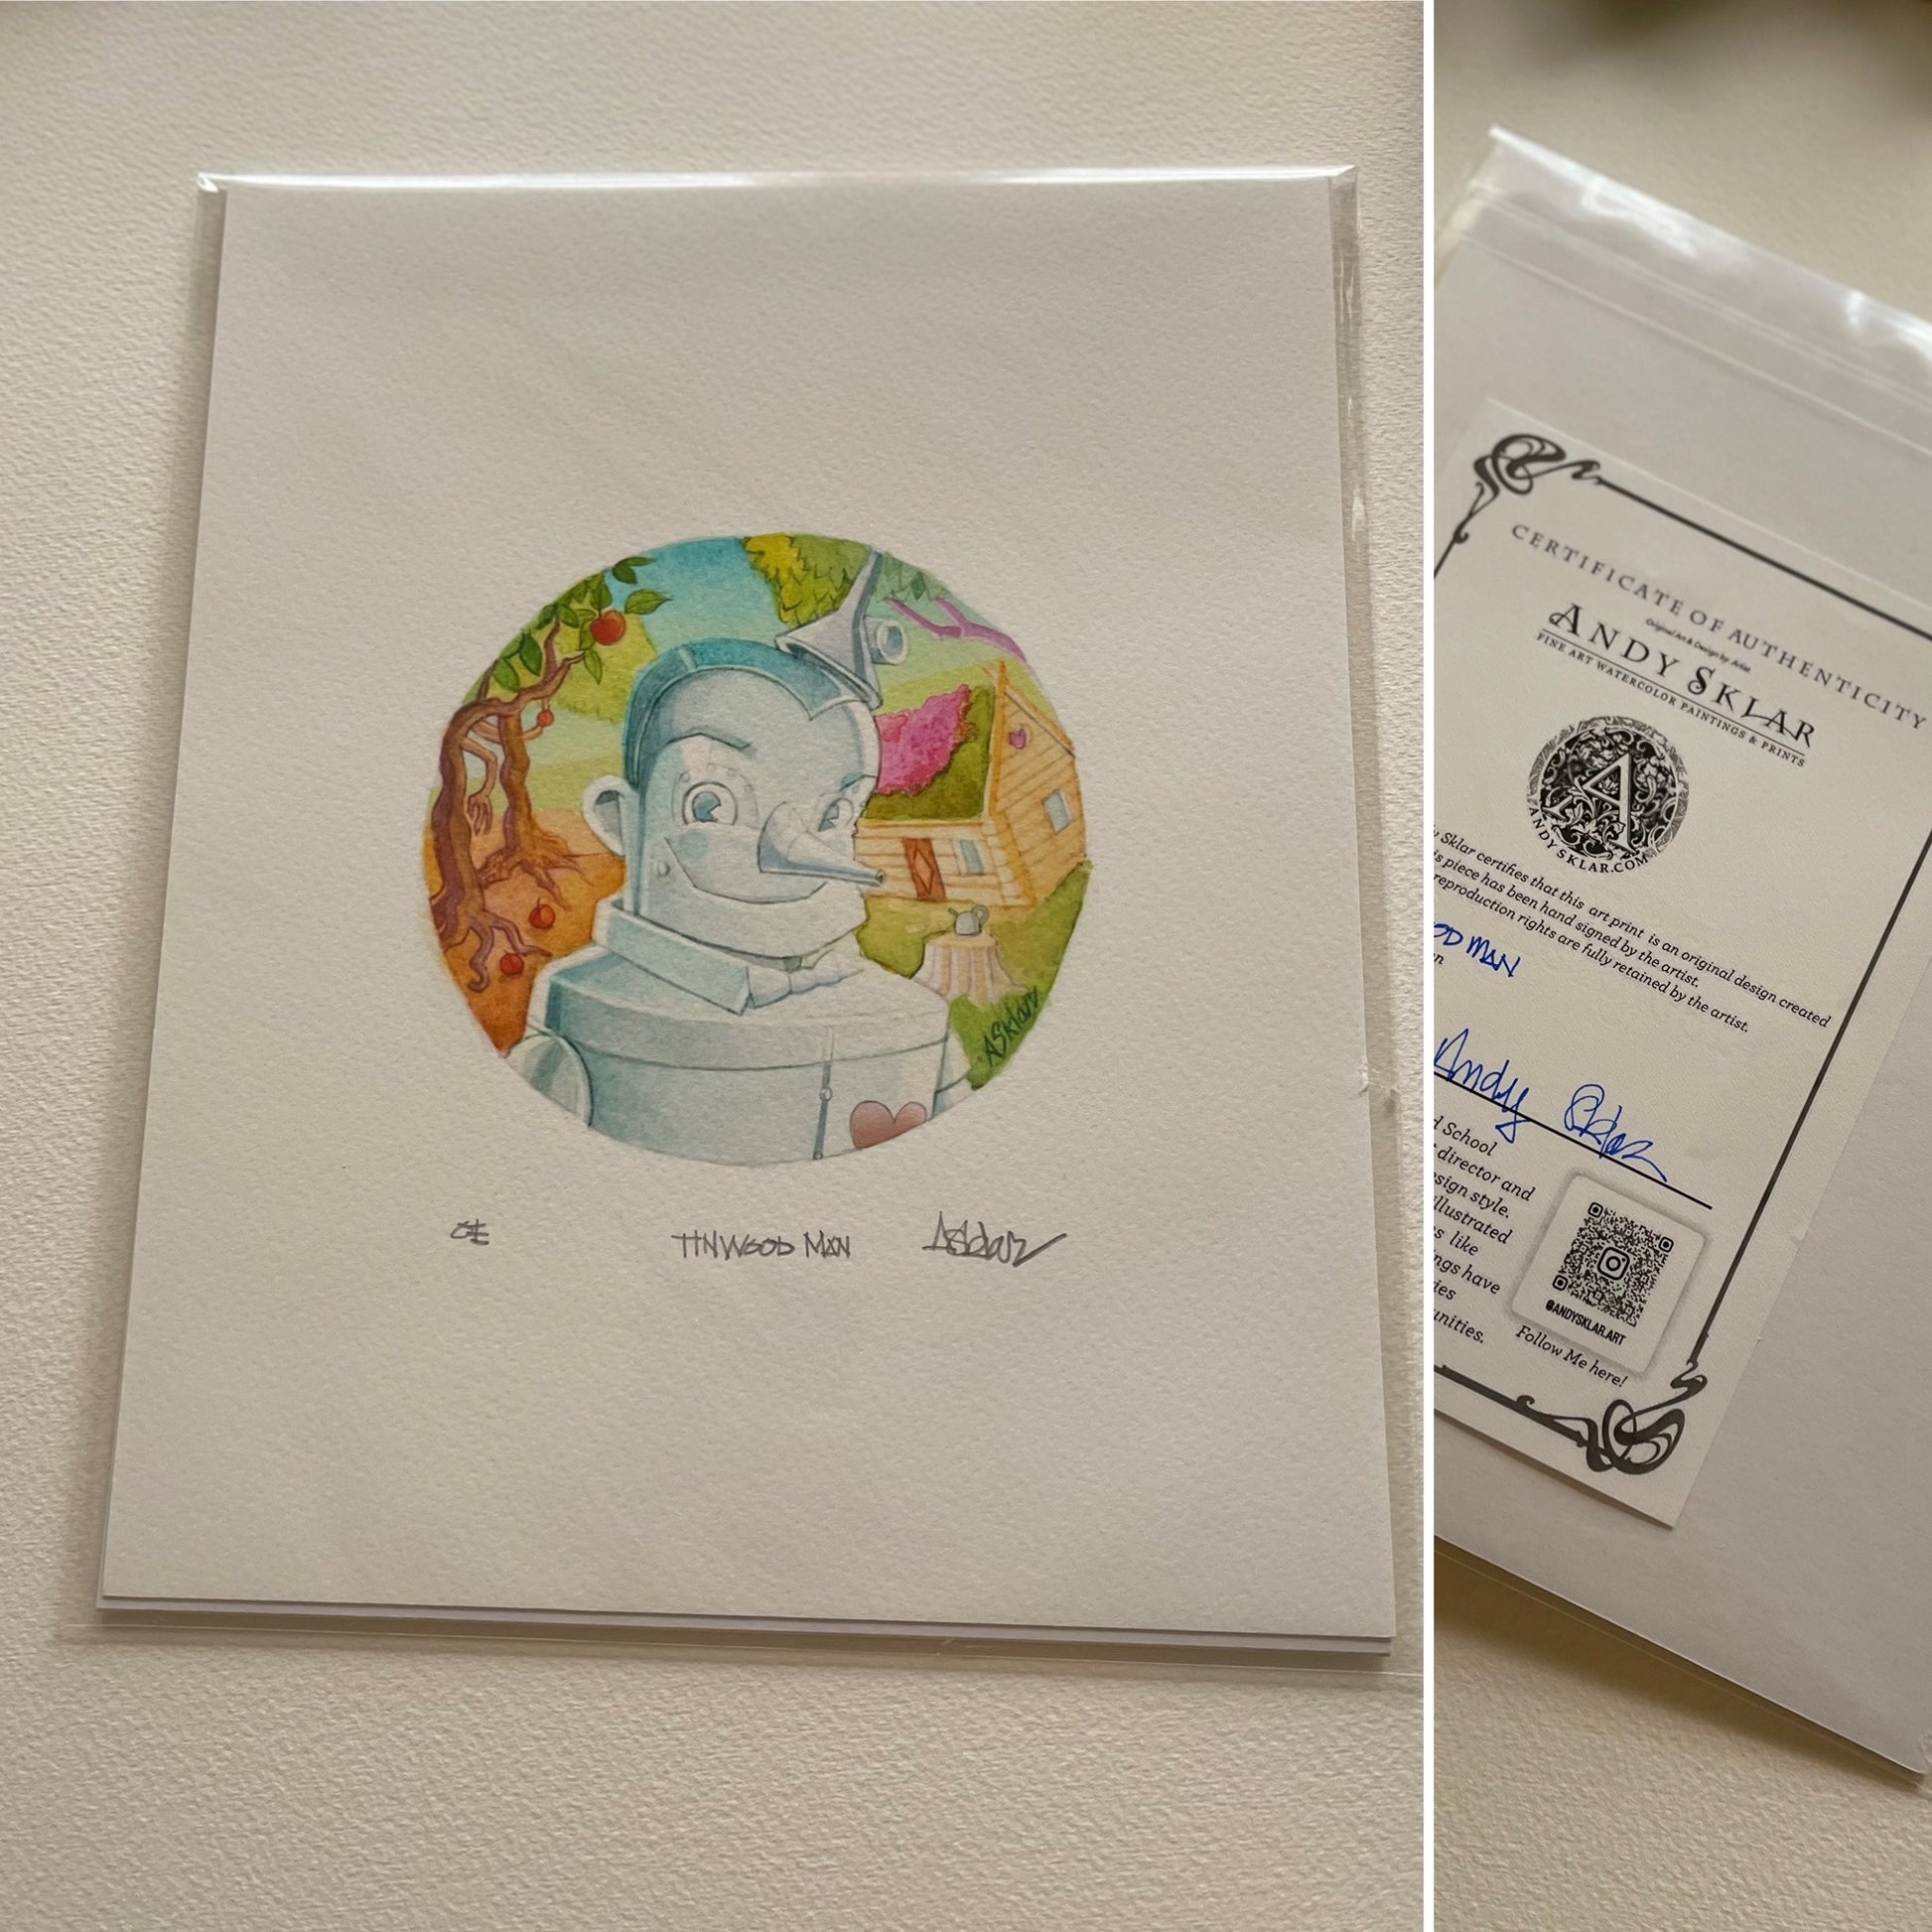 ASklar
OE
TINWOOD MAN
ASklar
CERTIFICATE OF AUTHENTICITY
Original Art & Design by Artist
ANDY SKLAR
FINE ART WATERCOLOR PAINTINGS & PRINTS
A
ANDYSKLAR.COM
Sklar certifies that this art print is an original design created
is piece has been hand signed by the artist.
reproduction rights are fully retained by the artist.
OD MAN
Andy Sklar
School
director and
sign style.
illustrated
like
ngs have
ies
unities.
@ANDYSKLAR.ART
Follow Me here!